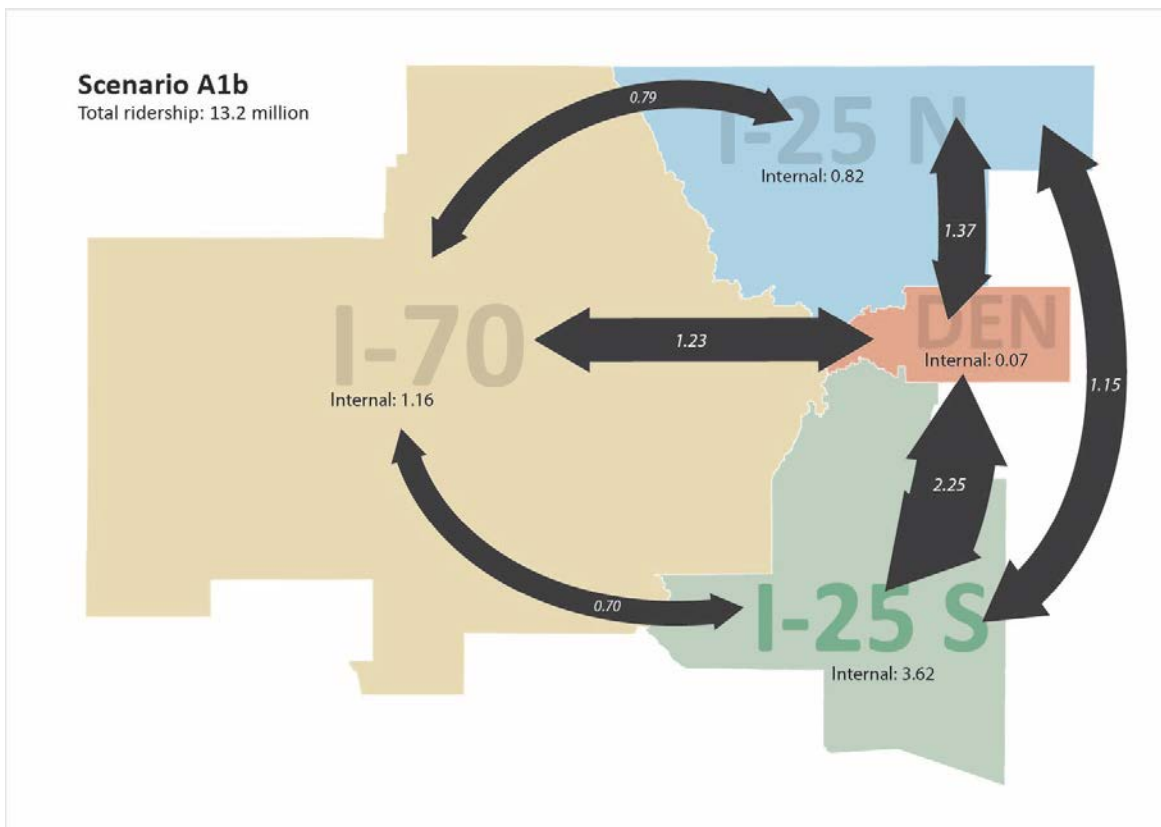 Scenario A1b
Total ridership: 13.2 million
0.79
I-25 N
Internal: 0.82
1.37
I-70
Internal: 1.16
1.23
DEN
Internal: 0.07
1.15
2.25
0.70
I-25 S
Internal: 3.62